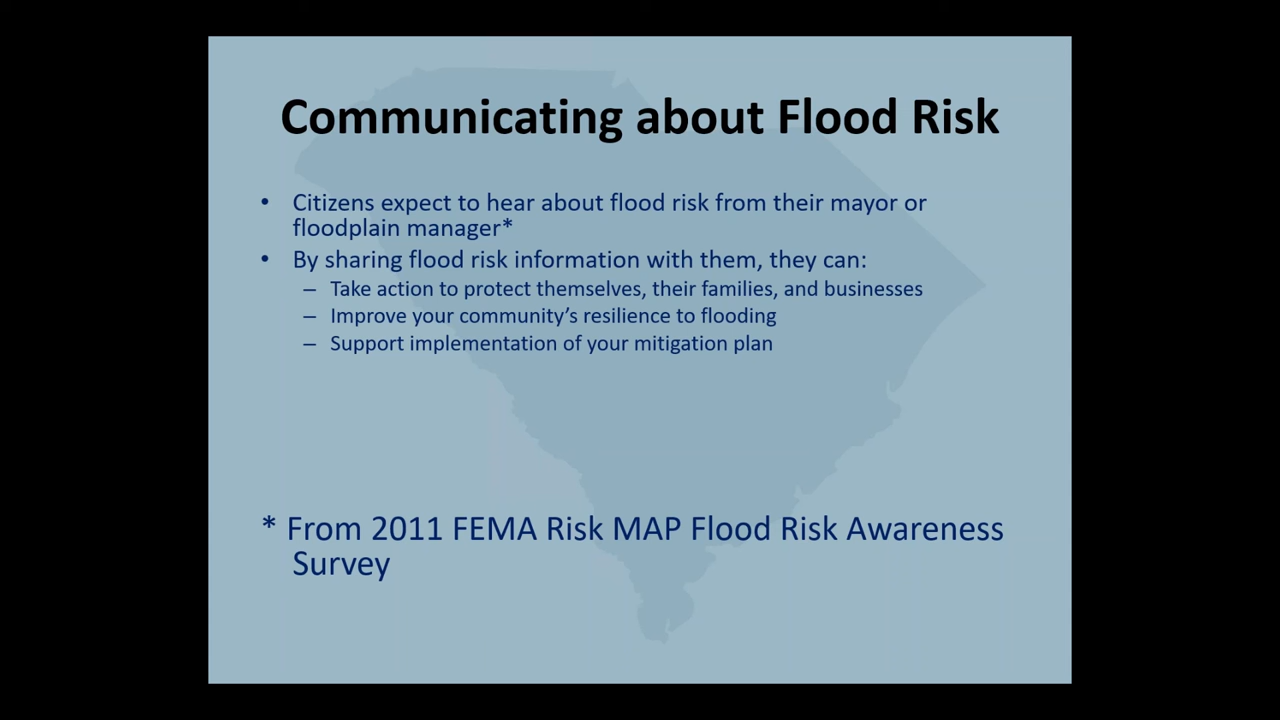 Communicating about Flood Risk
• Citizens expect to hear about flood risk from their mayor or
floodplain manager*
• By sharing flood risk information with them, they can:
– Take action to protect themselves, their families, and businesses
– Improve your community’s resilience to flooding
– Support implementation of your mitigation plan
* From 2011 FEMA Risk MAP Flood Risk Awareness
Survey